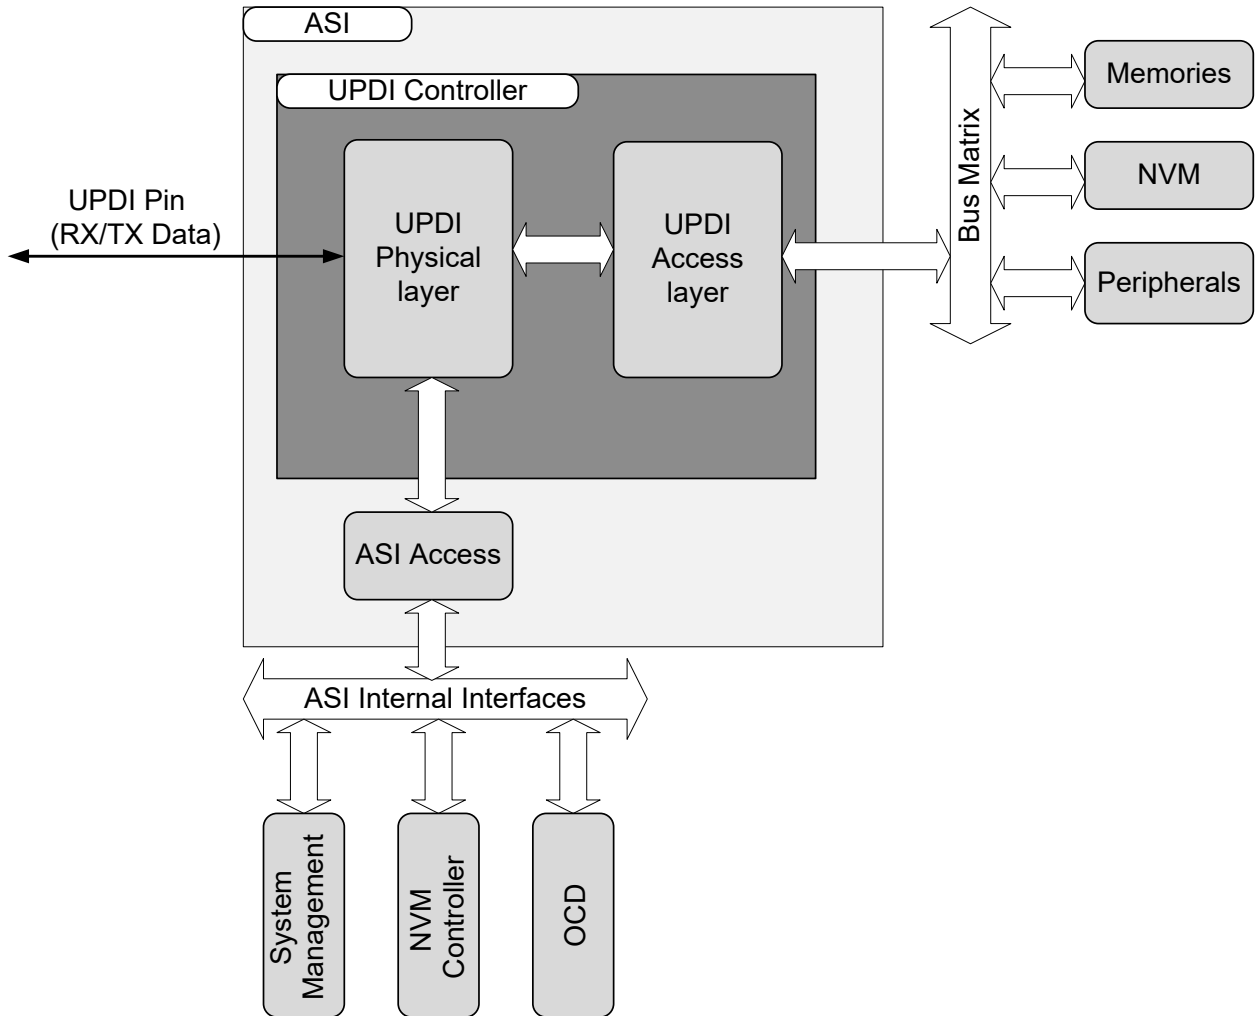 ASI
UPDI Controller
UPDI Pin
(RX/TX Data)
UPDI
Physical
layer
UPDI
Access
layer
Bus Matrix
Memories
NVM
Peripherals
ASI Access
ASI Internal Interfaces
System
Management
NVM
Controller
OCD